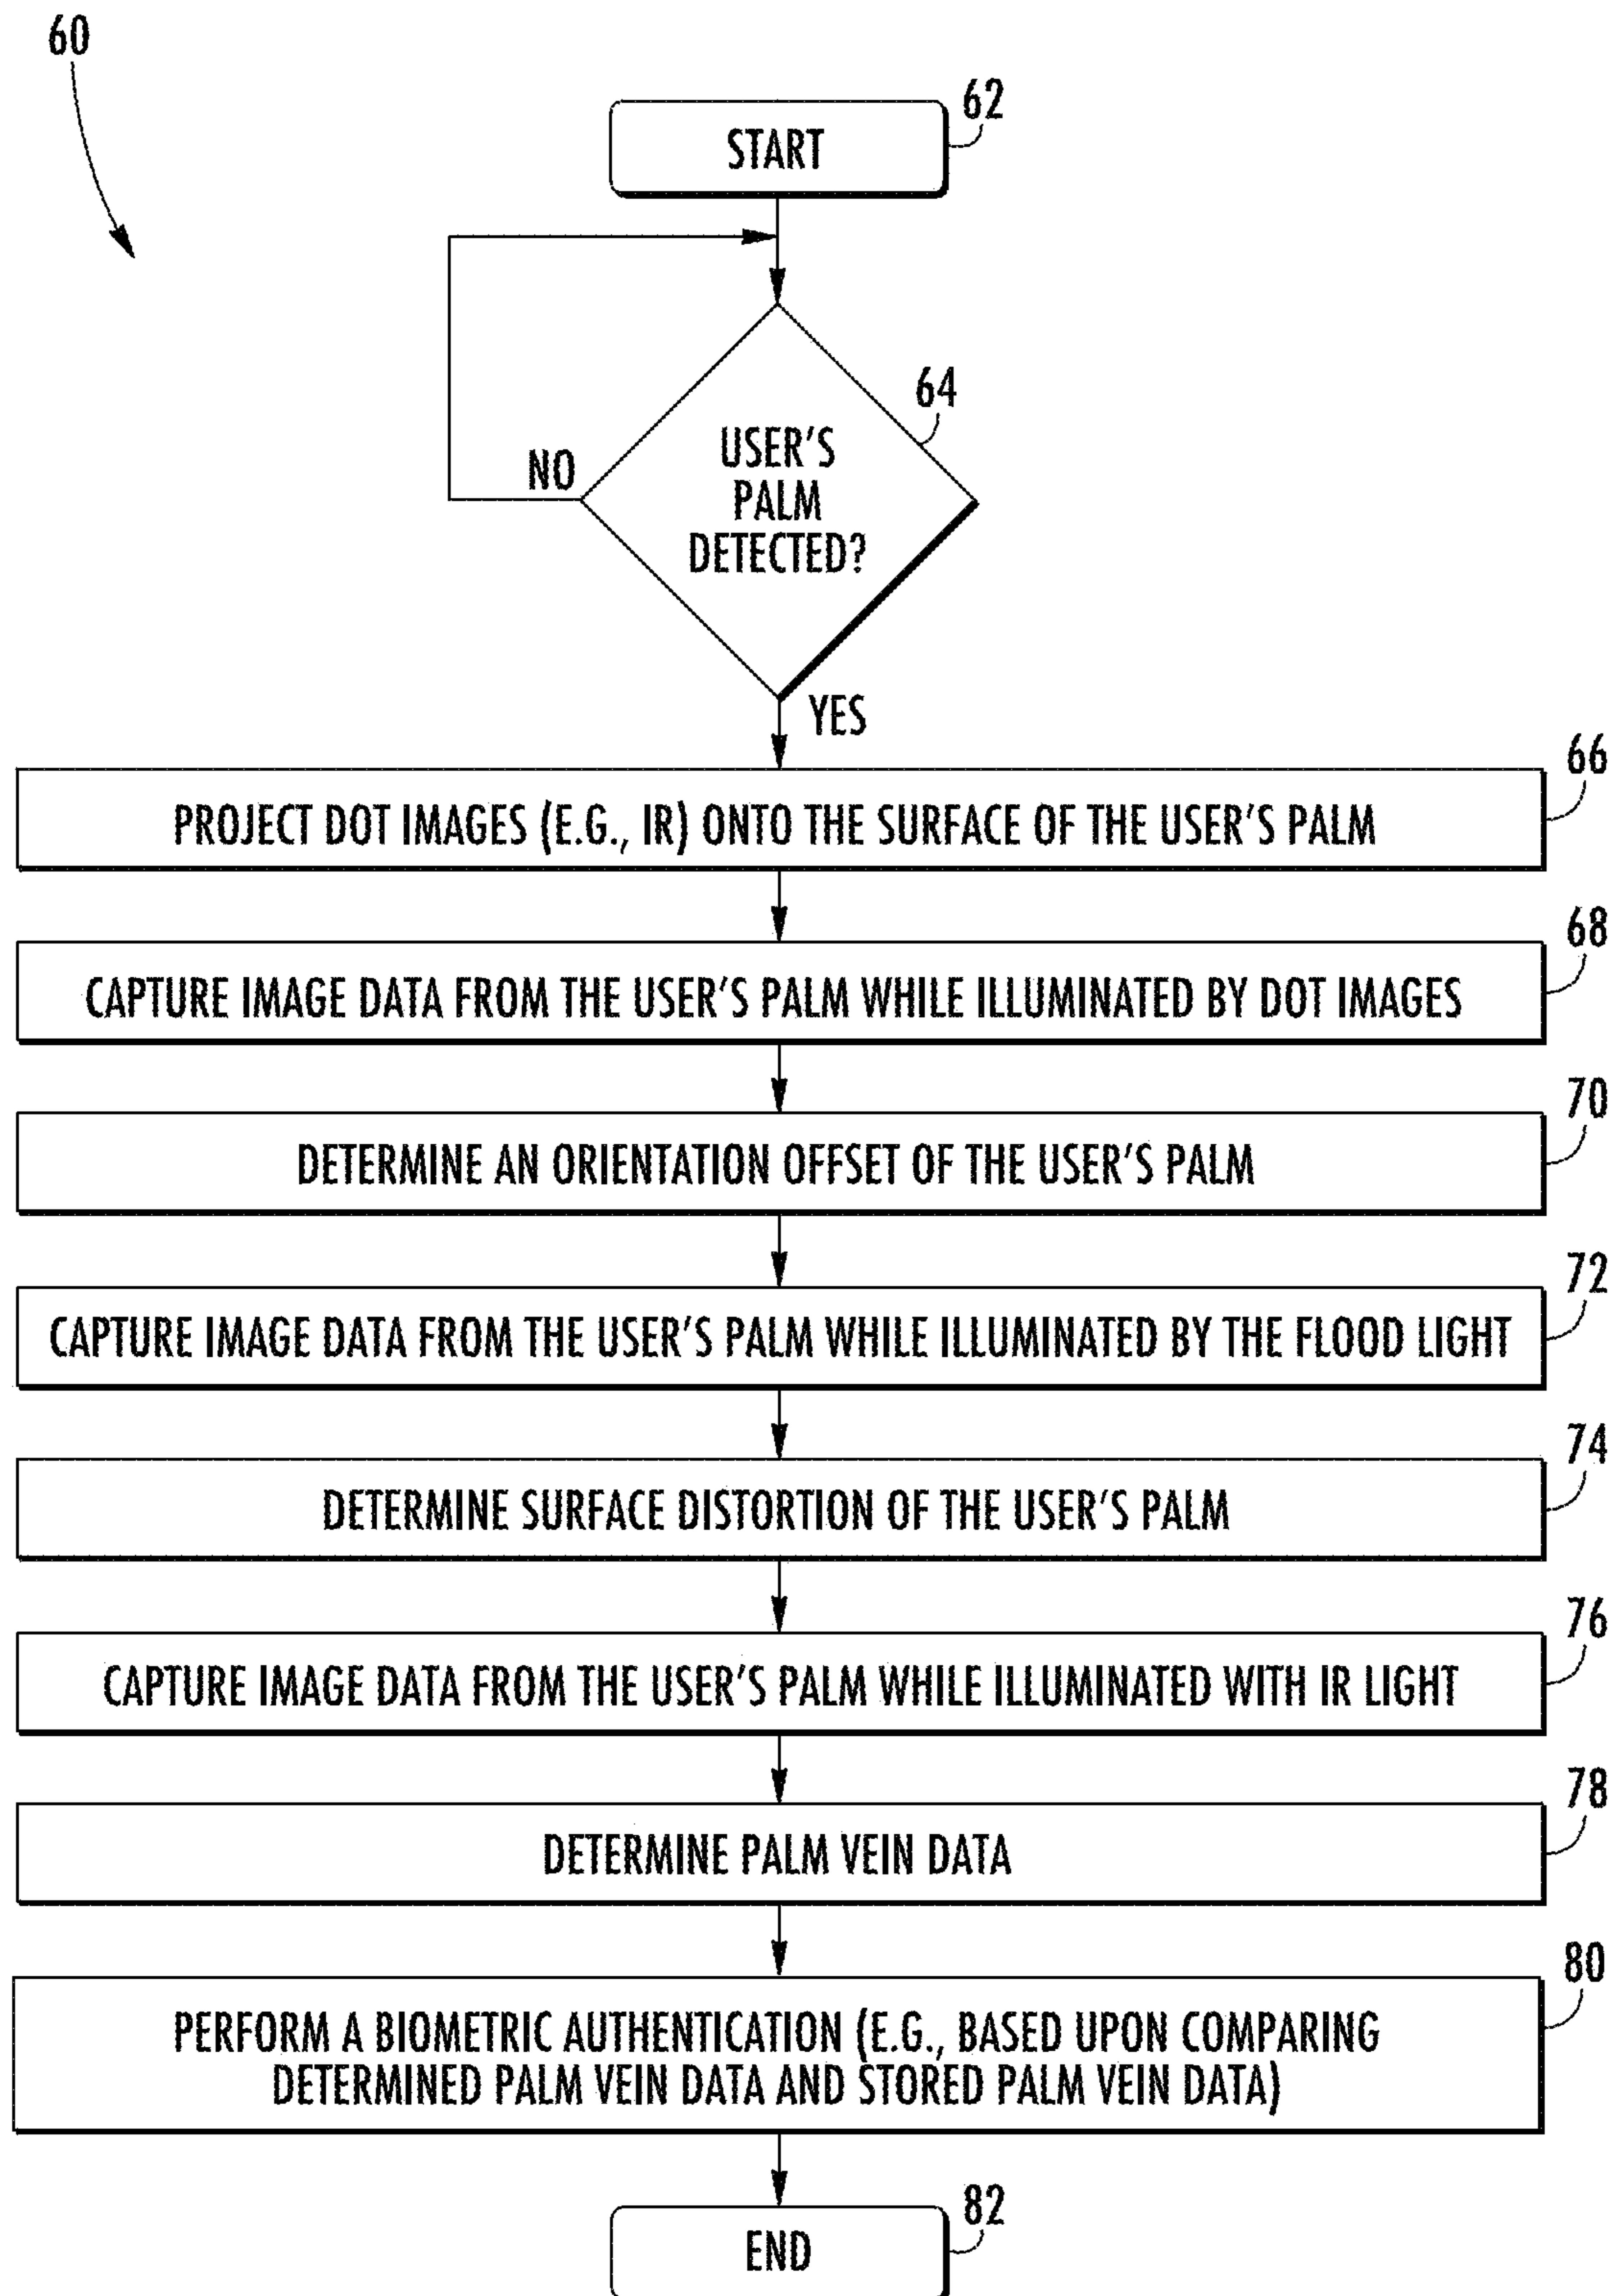 60
62
START
64
USER'S
PALM
DETECTED?
NO
YES
66
PROJECT DOT IMAGES (E.G., IR) ONTO THE SURFACE OF THE USER'S PALM
68
CAPTURE IMAGE DATA FROM THE USER'S PALM WHILE ILLUMINATED BY DOT IMAGES
70
DETERMINE AN ORIENTATION OFFSET OF THE USER'S PALM
72
CAPTURE IMAGE DATA FROM THE USER'S PALM WHILE ILLUMINATED BY THE FLOOD LIGHT
74
DETERMINE SURFACE DISTORTION OF THE USER'S PALM
76
CAPTURE IMAGE DATA FROM THE USER'S PALM WHILE ILLUMINATED WITH IR LIGHT
78
DETERMINE PALM VEIN DATA
80
PERFORM A BIOMETRIC AUTHENTICATION (E.G., BASED UPON COMPARING
DETERMINED PALM VEIN DATA AND STORED PALM VEIN DATA)
82
END